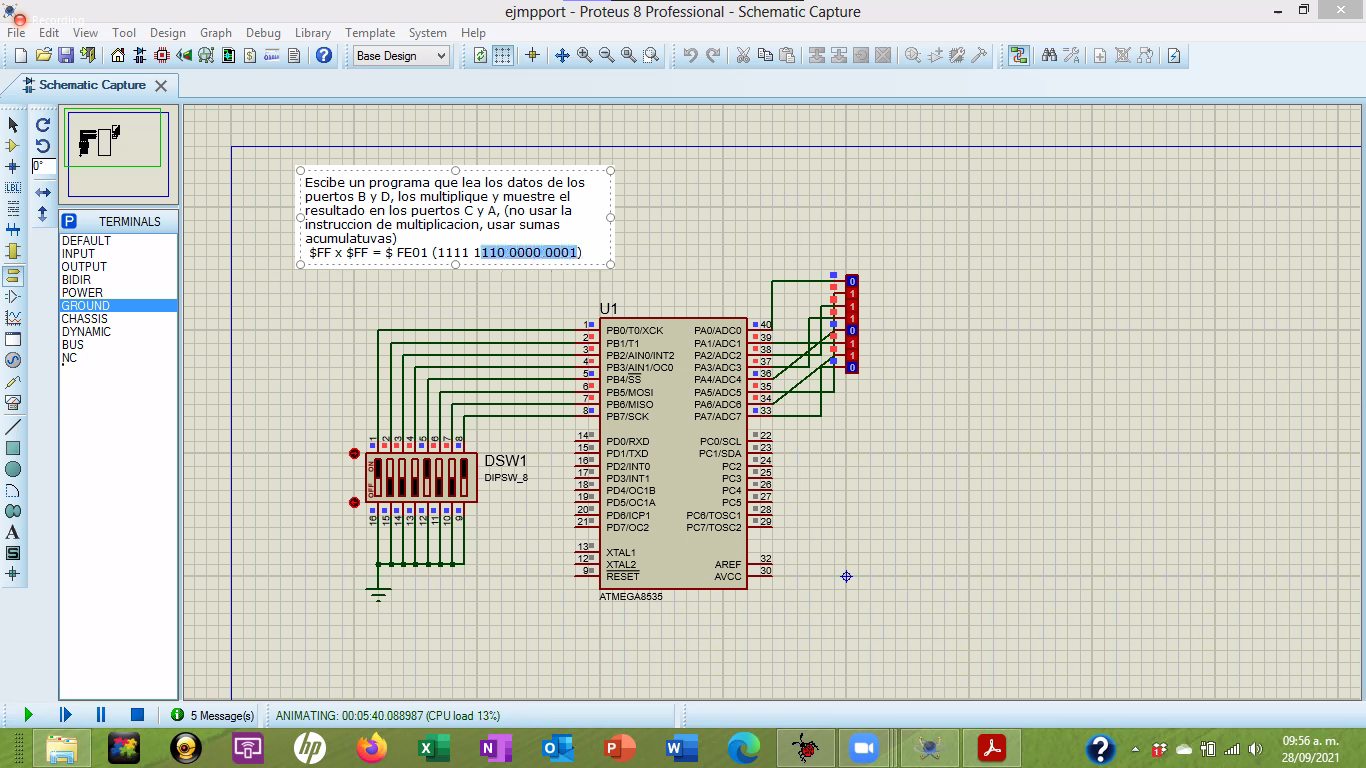 Recording
ejmpport - Proteus 8 Professional - Schematic Capture
File Edit View Tool Design Graph Debug Library Template System Help
Base Design
Schematic Capture
0°
P TERMINALS
DEFAULT
INPUT
OUTPUT
BIDIR
POWER
GROUND
CHASSIS
DYNAMIC
BUS
NC
LBL
Escibe un programa que lea los datos de los
puertos B y D, los multiplique y muestre el
resultado en los puertos C y A, (no usar la
instruccion de multiplicacion, usar sumas
acumulatuvas)
$FF x $FF = $ FE01 (1111 1110 0000 0001)
U1
1 PB0/T0/XCK PA0/ADC0 40
2 PB1/T1 PA1/ADC1 39
3 PB2/AIN0/INT2 PA2/ADC2 38
4 PB3/AIN1/OC0 PA3/ADC3 37
5 PB4/SS PA4/ADC4 36
6 PB5/MOSI PA5/ADC5 35
7 PB6/MISO PA6/ADC6 34
8 PB7/SCK PA7/ADC7 33
14 PD0/RXD PC0/SCL 22
15 PD1/TXD PC1/SDA 23
16 PD2/INT0 PC2 24
17 PD3/INT1 PC3 25
18 PD4/OC1B PC4 26
19 PD5/OC1A PC5 27
20 PD6/ICP1 PC6/TOSC1 28
21 PD7/OC2 PC7/TOSC2 29
13 XTAL1
12 XTAL2 AREF 32
9 RESET AVCC 30
ATMEGA8535
0
1
1
1
0
1
1
0
1 2 3 4 5 6 7 8
ON
OFF
DSW1
DIPSW_8
16 15 14 13 12 11 10 9
5 Message(s) ANIMATING: 00:05:40.088987 (CPU load 13%)
09:56 a. m.
28/09/2021